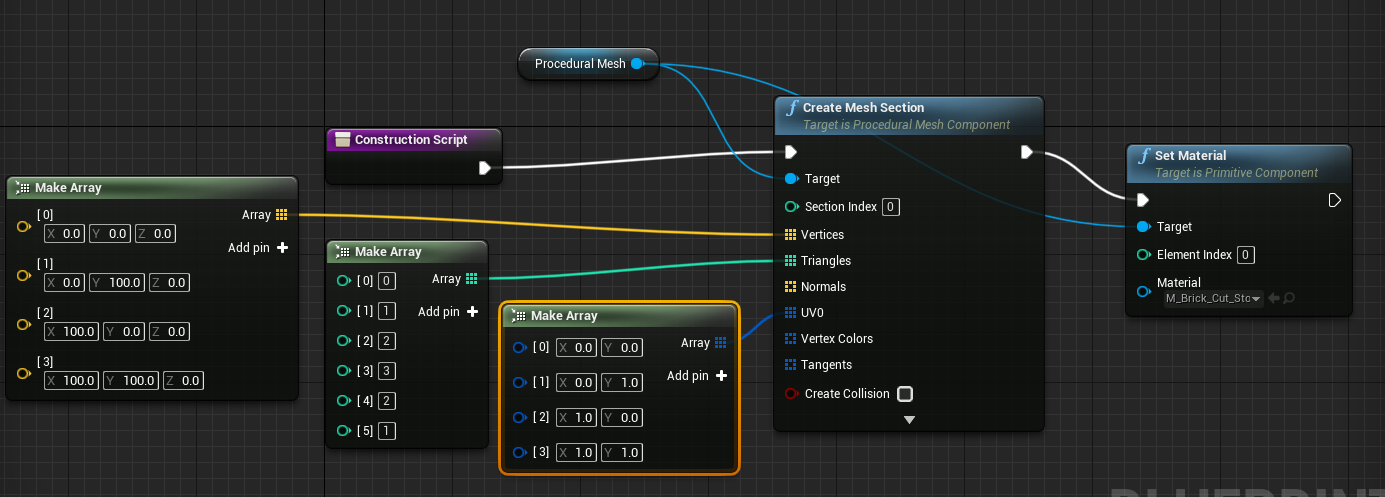 Procedural Mesh
Construction Script
Make Array
[ 0]
X 0.0 Y 0.0 Z 0.0
[ 1]
X 0.0 Y 100.0 Z 0.0
[ 2]
X 100.0 Y 0.0 Z 0.0
[ 3]
X 100.0 Y 100.0 Z 0.0
Array
Add pin
Make Array
[ 0] 0
[ 1] 1
[ 2] 2
[ 3] 3
[ 4] 2
[ 5] 1
Array
Add pin
Make Array
[ 0] X 0.0 Y 0.0
[ 1] X 0.0 Y 1.0
[ 2] X 1.0 Y 0.0
[ 3] X 1.0 Y 1.0
Array
Add pin
f Create Mesh Section
Target is Procedural Mesh Component
Target
Section Index 0
Vertices
Triangles
Normals
UV0
Vertex Colors
Tangents
Create Collision
f Set Material
Target is Primitive Component
Target
Element Index 0
Material
M_Brick_Cut_Sto